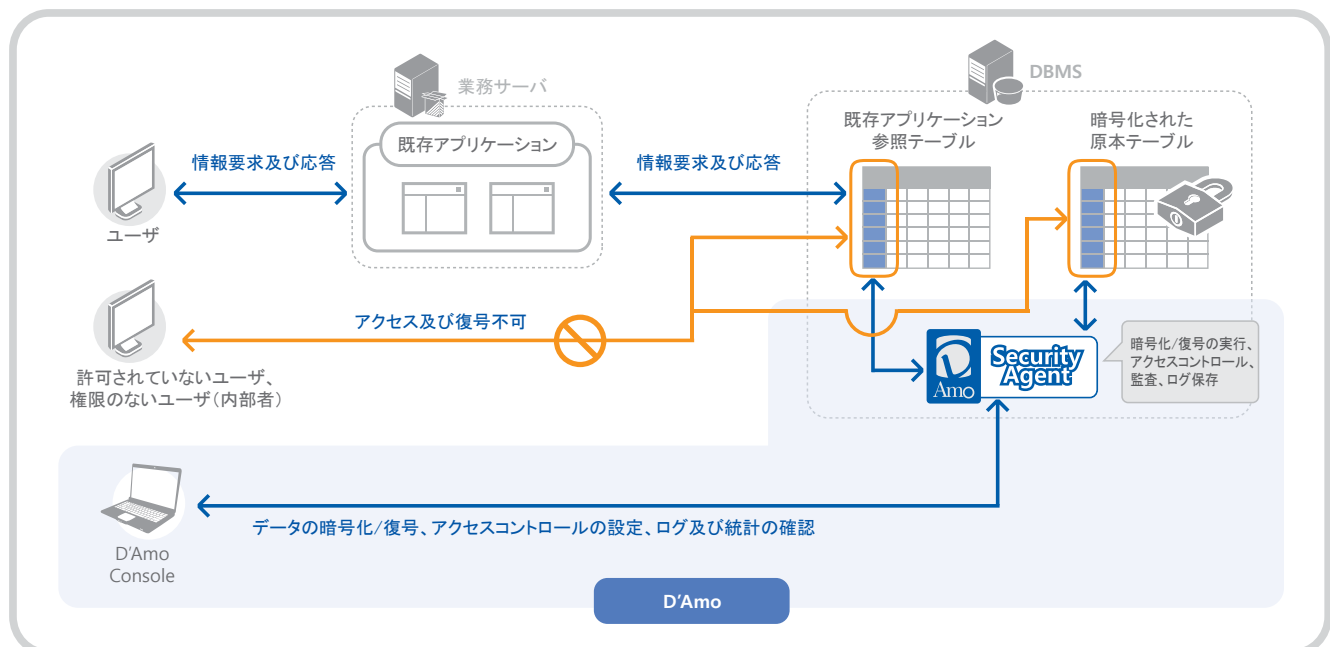 業務サーバ
DBMS
既存アプリケーション
既存アプリケーション
参照テーブル
暗号化された
原本テーブル
情報要求及び応答
情報要求及び応答
ユーザ
アクセス及び復号不可
許可されていないユーザ、
権限のないユーザ（内部者）
D Amo
Security
Agent
暗号化/復号の実行、
アクセスコントロール、
監査、ログ保存
データの暗号化/復号、アクセスコントロールの設定、ログ及び統計の確認
D'Amo
Console
D'Amo